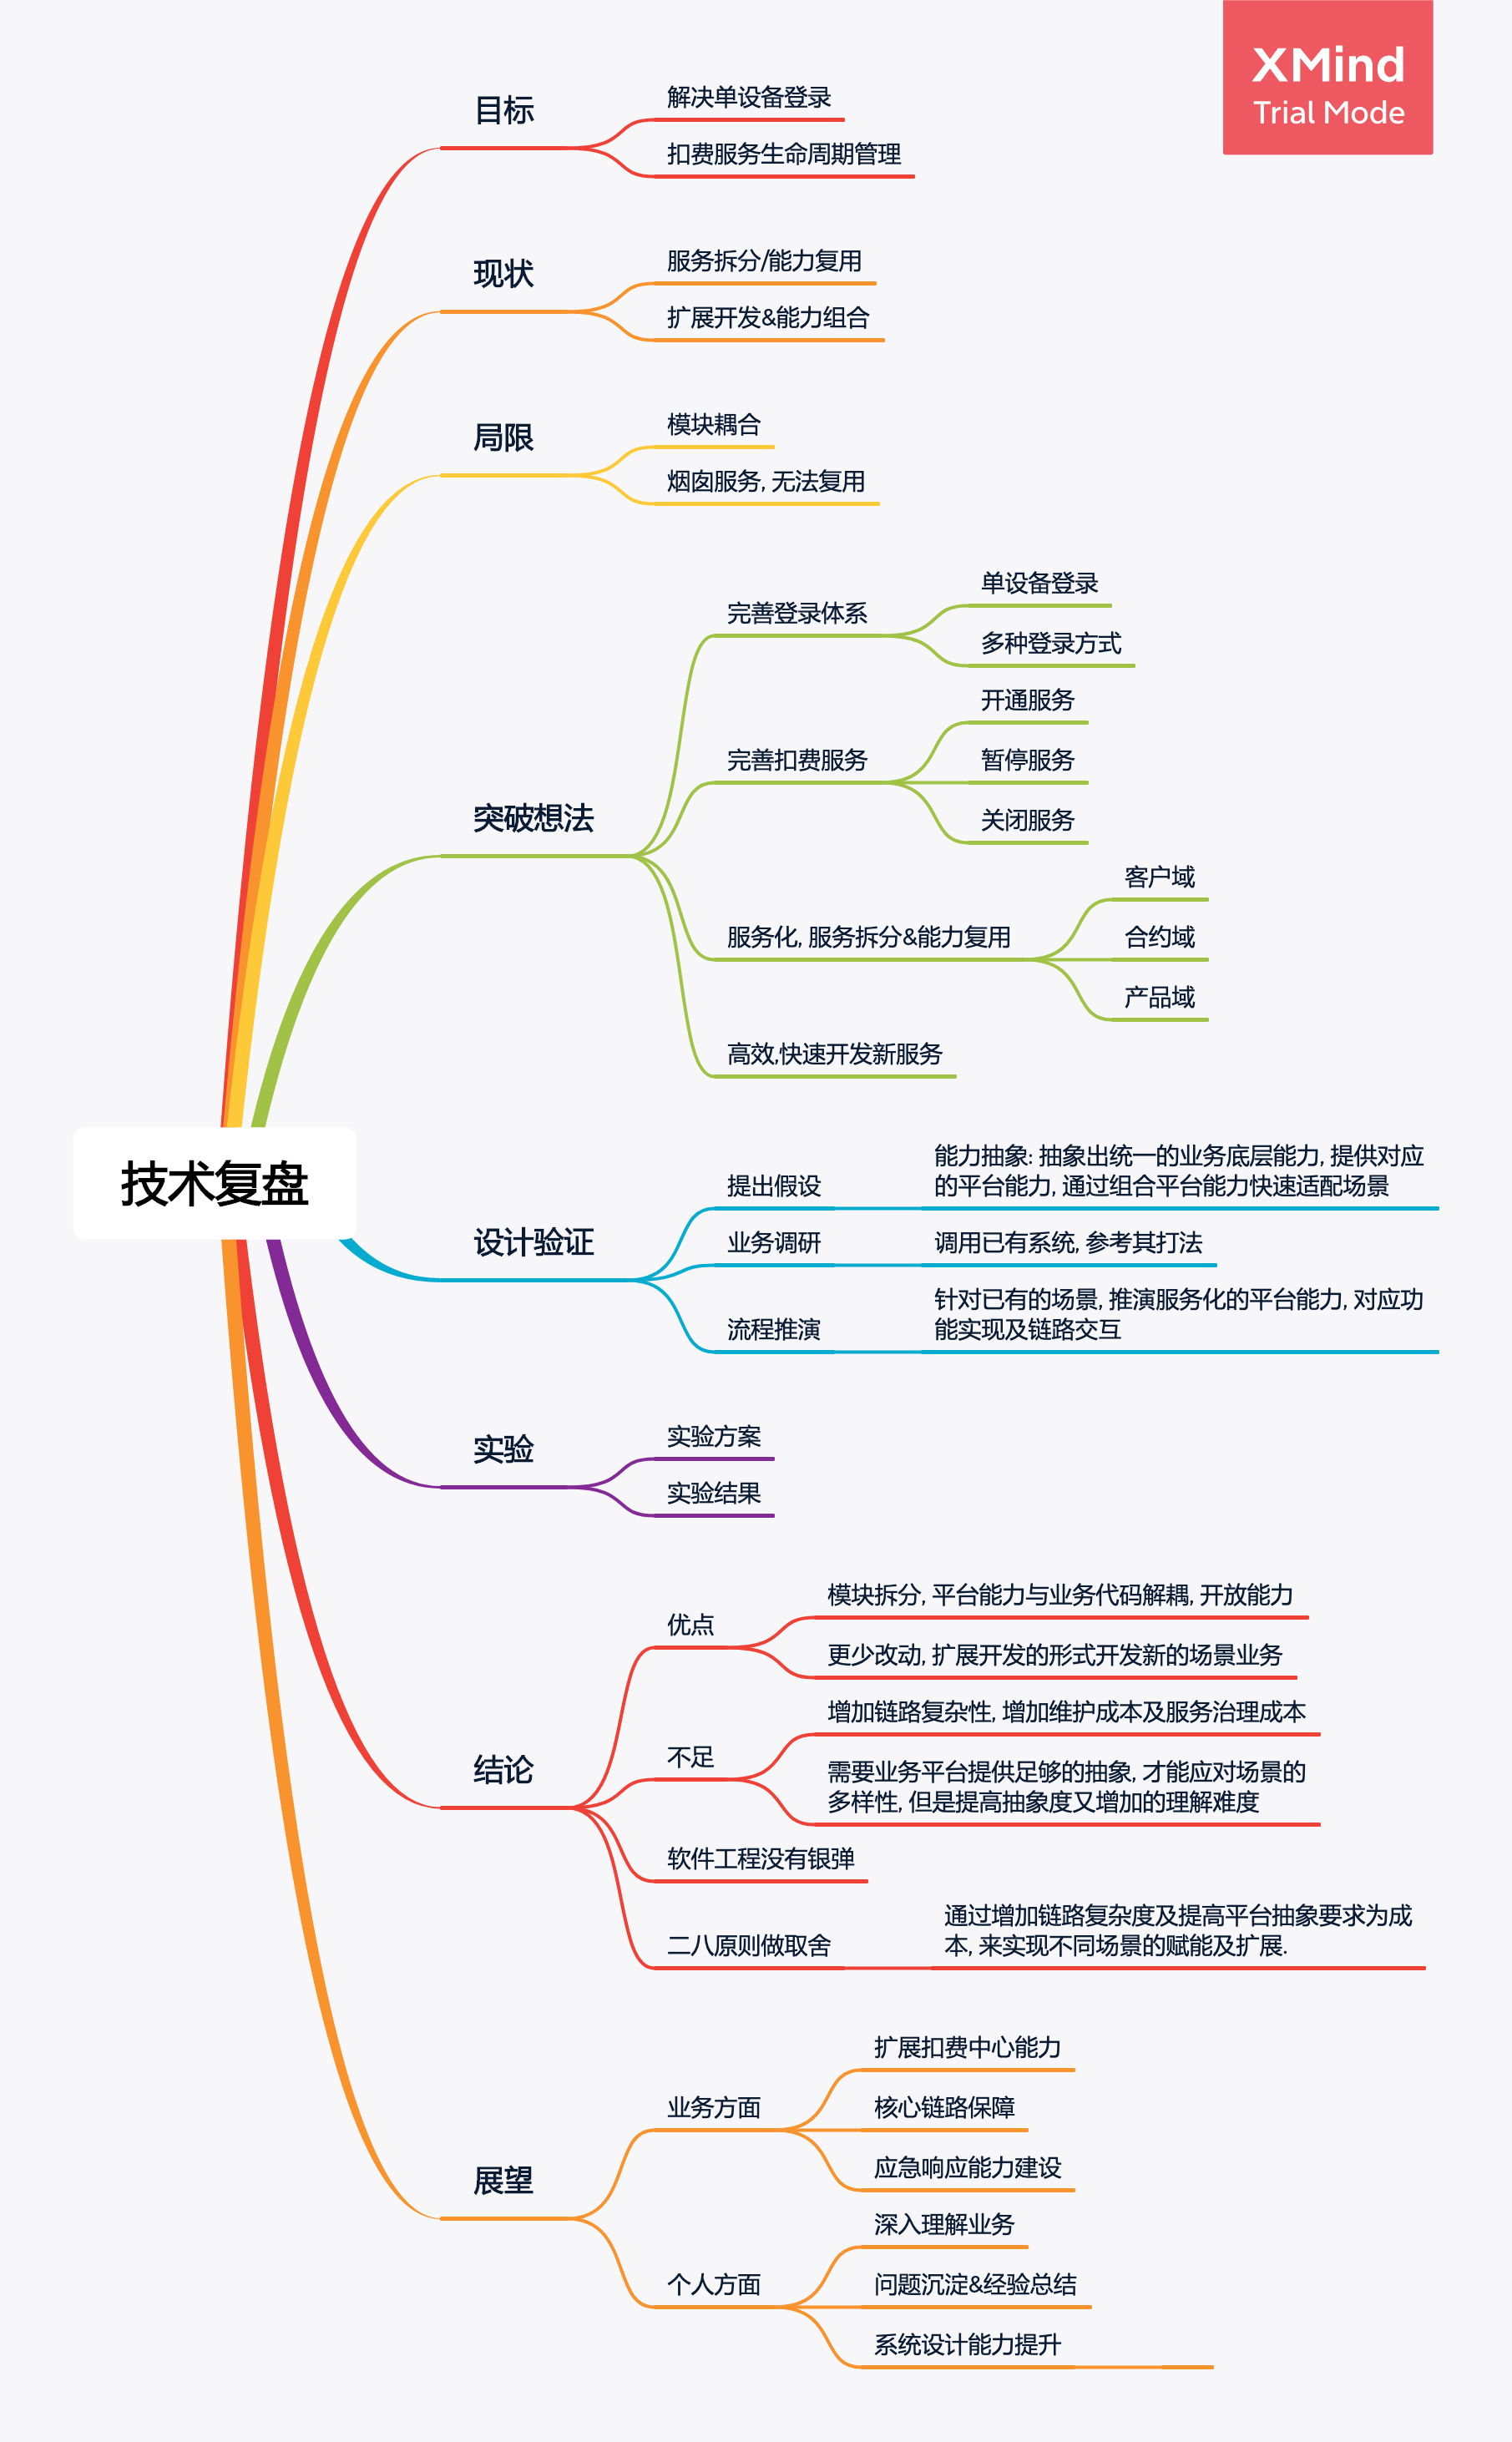 XMind
Trial Mode
技术复盘
目标
解决单设备登录
扣费服务生命周期管理
现状
服务拆分/能力复用
扩展开发&能力组合
局限
模块耦合
烟囱服务, 无法复用
突破想法
完善登录体系
单设备登录
多种登录方式
完善扣费服务
开通服务
暂停服务
关闭服务
服务化, 服务拆分&能力复用
客户域
合约域
产品域
高效,快速开发新服务
设计验证
提出假设
能力抽象: 抽象出统一的业务底层能力, 提供对应
的平台能力, 通过组合平台能力快速适配场景
业务调研
调用已有系统, 参考其打法
流程推演
针对已有的场景, 推演服务化的平台能力, 对应功
能实现及链路交互
实验
实验方案
实验结果
结论
优点
模块拆分, 平台能力与业务代码解耦, 开放能力
更少改动, 扩展开发的形式开发新的场景业务
不足
增加链路复杂性, 增加维护成本及服务治理成本
需要业务平台提供足够的抽象, 才能应对场景的
多样性, 但是提高抽象度又增加的理解难度
软件工程没有银弹
二八原则做取舍
通过增加链路复杂度及提高平台抽象要求为成
本, 来实现不同场景的赋能及扩展.
展望
业务方面
扩展扣费中心能力
核心链路保障
应急响应能力建设
个人方面
深入理解业务
问题沉淀&经验总结
系统设计能力提升